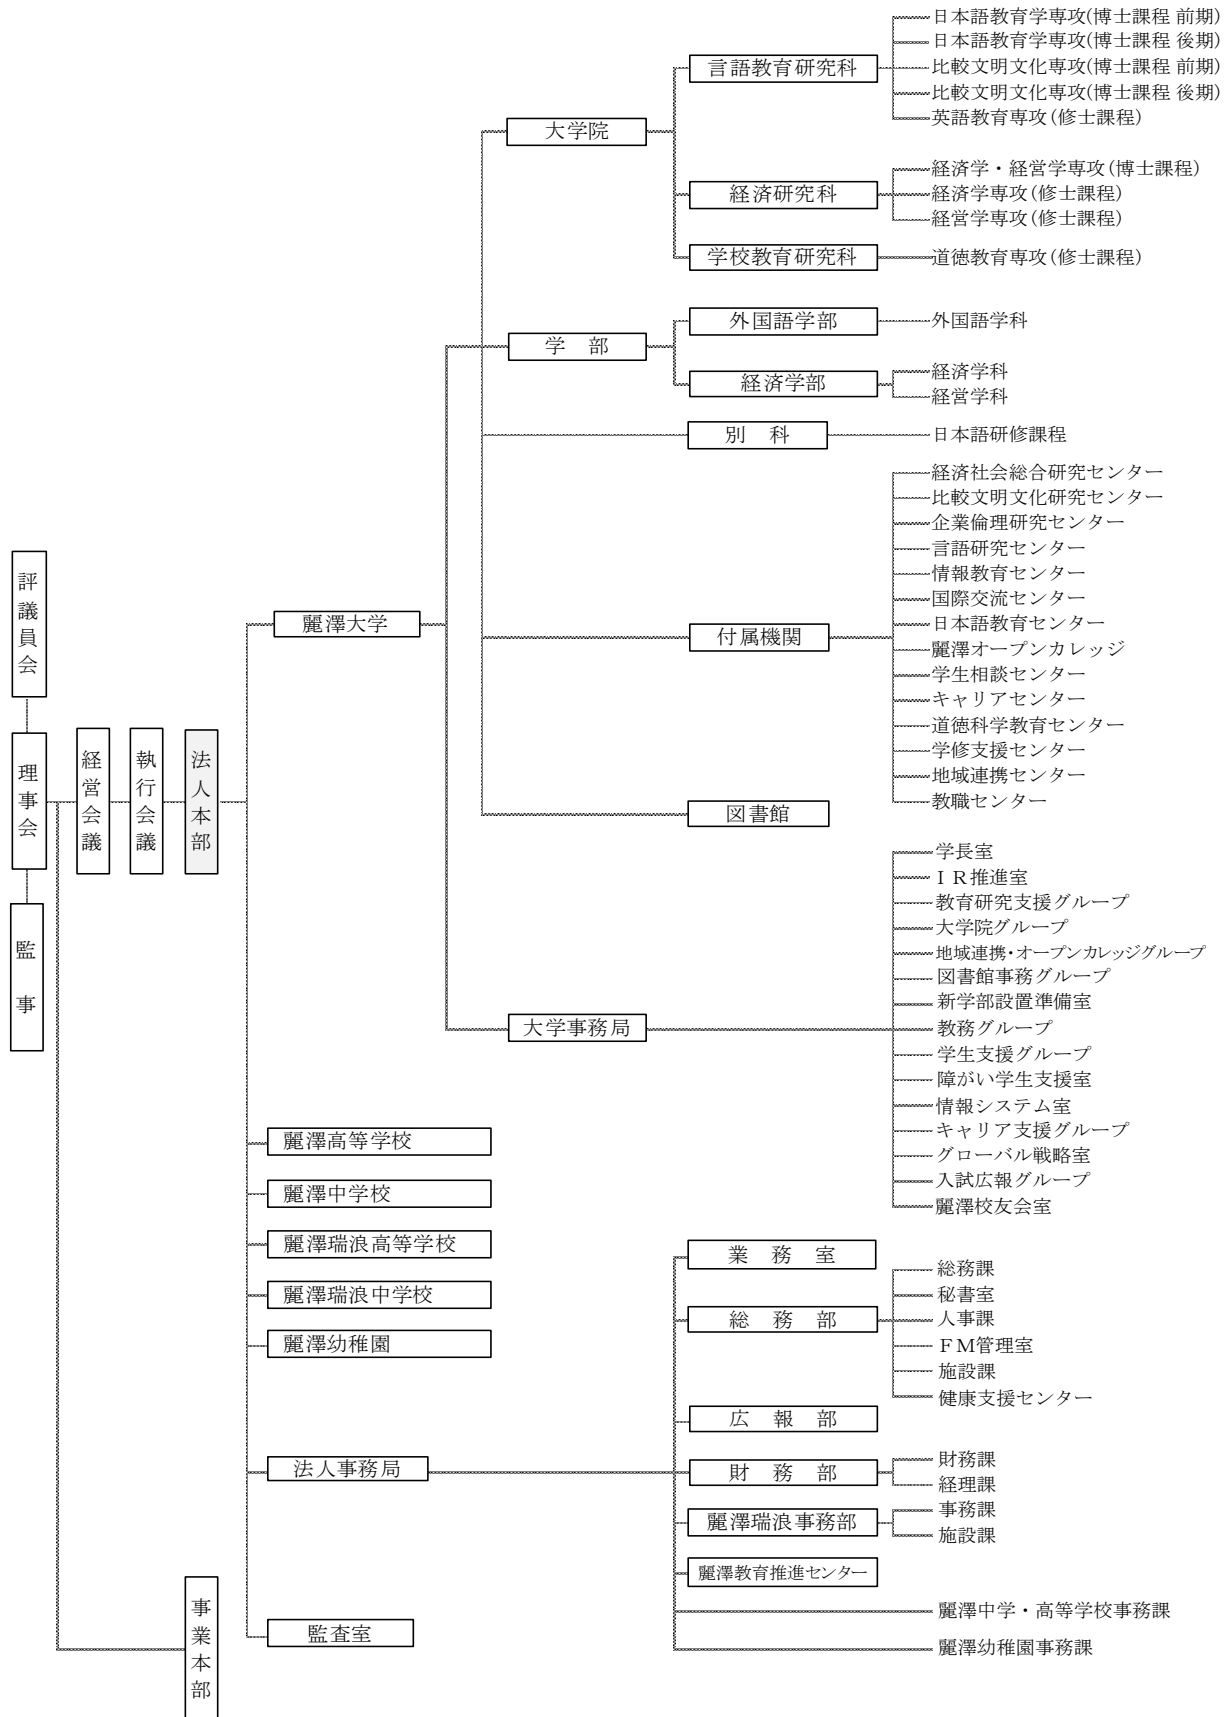 評議員会
理事会
監　事
経営会議
執行会議
法人本部
事業本部
麗澤大学
大学院
言語教育研究科
日本語教育学専攻(博士課程 前期)
日本語教育学専攻(博士課程 後期)
比較文明文化専攻(博士課程 前期)
比較文明文化専攻(博士課程 後期)
英語教育専攻(修士課程)
経済研究科
経済学・経営学専攻(博士課程)
経済学専攻(修士課程)
経営学専攻(修士課程)
学校教育研究科
道徳教育専攻(修士課程)
学　部
外国語学部
外国語学科
経済学部
経済学科
経営学科
別　科
日本語研修課程
付属機関
経済社会総合研究センター
比較文明文化研究センター
企業倫理研究センター
言語研究センター
情報教育センター
国際交流センター
日本語教育センター
麗澤オープンカレッジ
学生相談センター
キャリアセンター
道徳科学教育センター
学修支援センター
地域連携センター
教職センター
図書館
大学事務局
学長室
ＩＲ推進室
教育研究支援グループ
大学院グループ
地域連携・オープンカレッジグループ
図書館事務グループ
新学部設置準備室
教務グループ
学生支援グループ
障がい学生支援室
情報システム室
キャリア支援グループ
グローバル戦略室
入試広報グループ
麗澤校友会室
麗澤高等学校
麗澤中学校
麗澤瑞浪高等学校
麗澤瑞浪中学校
麗澤幼稚園
法人事務局
業　務　室
総　務　部
総務課
秘書室
人事課
ＦＭ管理室
施設課
健康支援センター
広　報　部
財　務　部
財務課
経理課
麗澤瑞浪事務部
事務課
施設課
麗澤教育推進センター
麗澤中学・高等学校事務課
麗澤幼稚園事務課
監査室